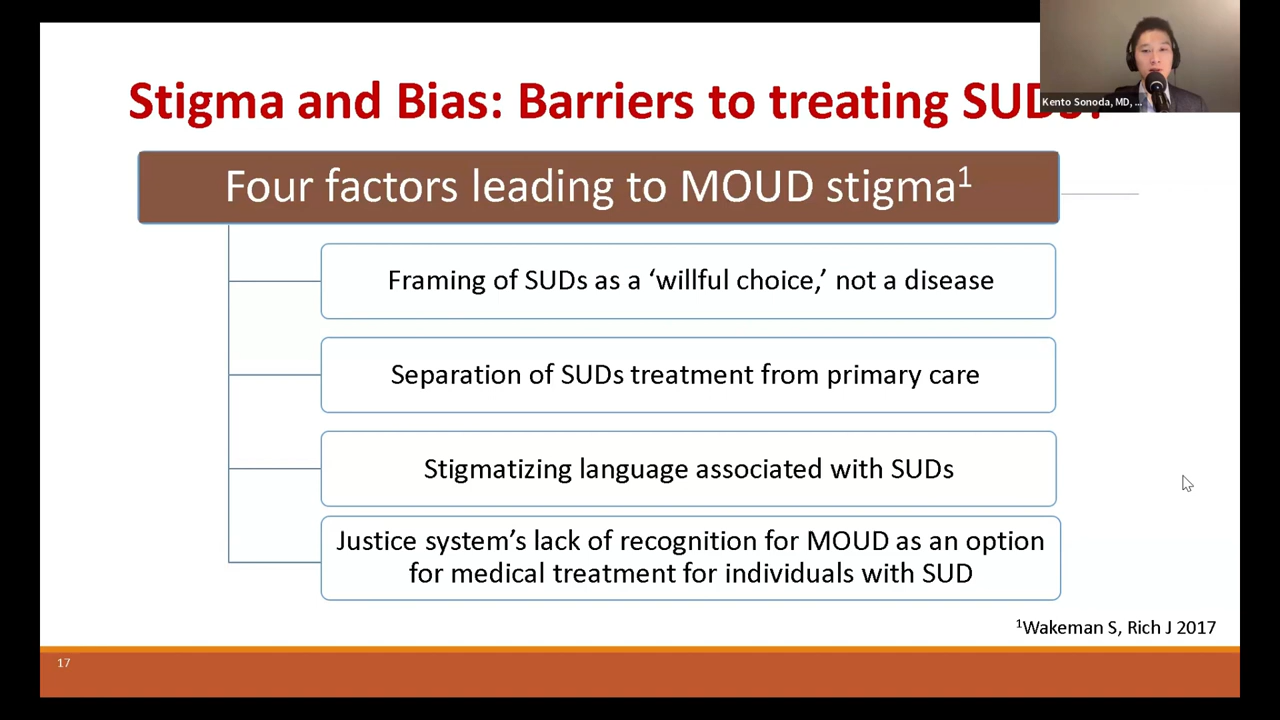 Stigma and Bias: Barriers to treating SUDs?
Kento Sonoda, MD, ...
Four factors leading to MOUD stigma¹
Framing of SUDs as a ‘willful choice,’ not a disease
Separation of SUDs treatment from primary care
Stigmatizing language associated with SUDs
Justice system’s lack of recognition for MOUD as an option
for medical treatment for individuals with SUD
¹Wakeman S, Rich J 2017
17